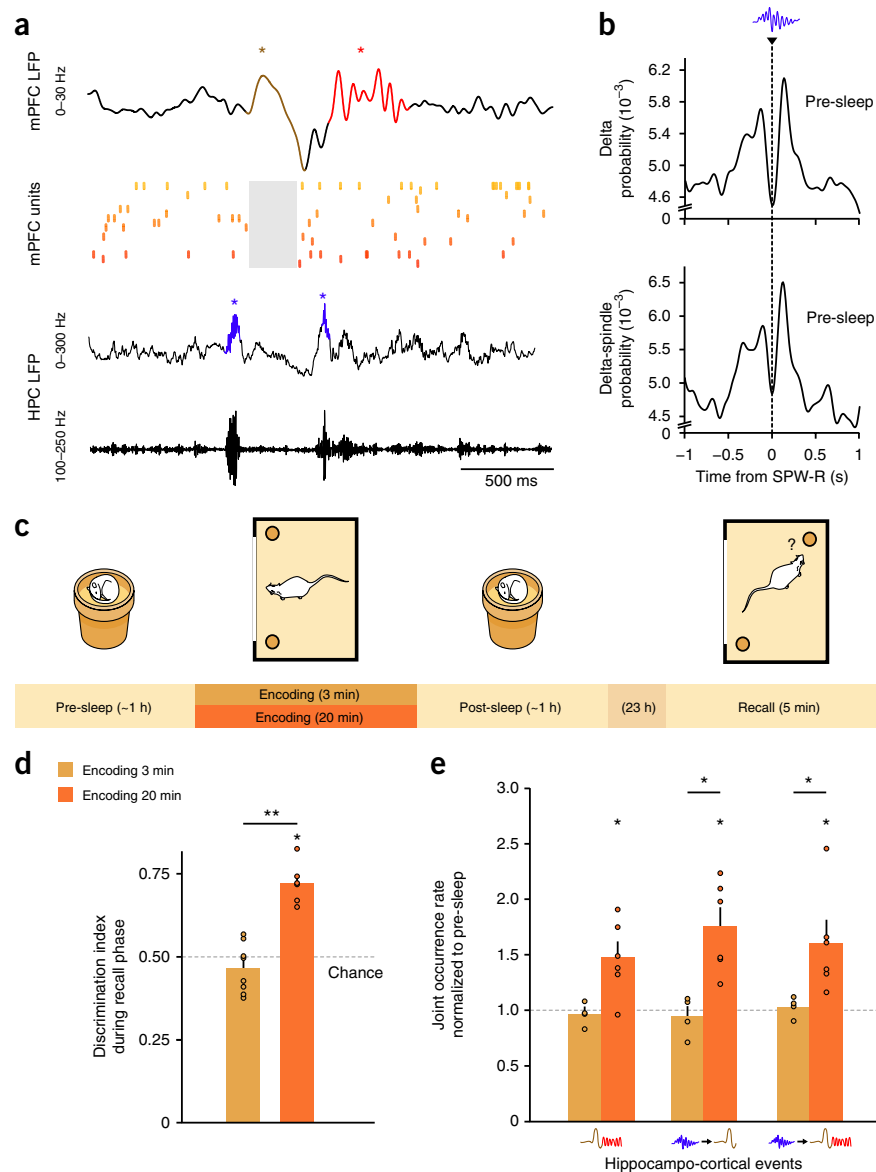 a
mPFC LFP
0–30 Hz
*
*
mPFC units
HPC LFP
0–300 Hz
*
*
100–250 Hz
500 ms
b
Delta
probability (10⁻³)
6.2
5.4
4.6
0
Pre-sleep
Delta-spindle
probability (10⁻³)
6.5
5.5
5.0
4.5
0
Pre-sleep
−1
−0.5
0
0.5
1
Time from SPW-R (s)
c
?
Pre-sleep (~1 h)
Encoding (3 min)
Encoding (20 min)
Post-sleep (~1 h)
(23 h)
Recall (5 min)
d
Encoding 3 min
Encoding 20 min
Discrimination index
during recall phase
0.75
0.50
0.25
0
**
*
Chance
e
Joint occurrence rate
normalized to pre-sleep
3.0
2.5
2.0
1.5
1.0
0.5
0
*
*
*
*
*
Hippocampo-cortical events